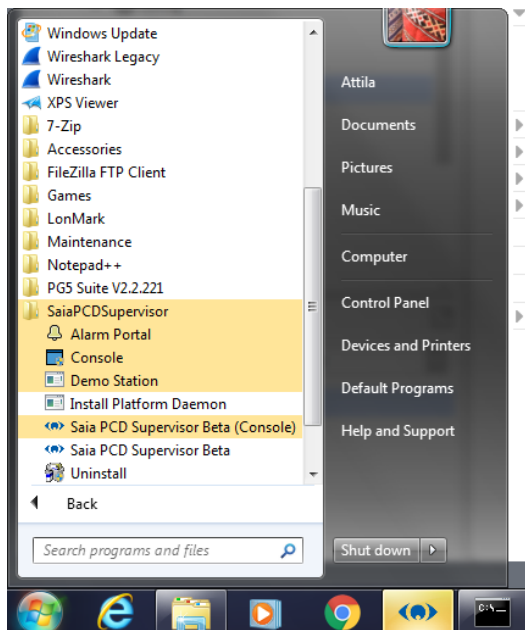 Windows Update
Wireshark Legacy
Wireshark
XPS Viewer
7-Zip
Accessories
FileZilla FTP Client
Games
LonMark
Maintenance
Notepad++
PG5 Suite V2.2.221
SaiaPCDSupervisor
Alarm Portal
Console
Demo Station
Install Platform Daemon
Saia PCD Supervisor Beta (Console)
Saia PCD Supervisor Beta
Uninstall
Back
Search programs and files
Attila
Documents
Pictures
Music
Computer
Control Panel
Devices and Printers
Default Programs
Help and Support
Shut down
C:\